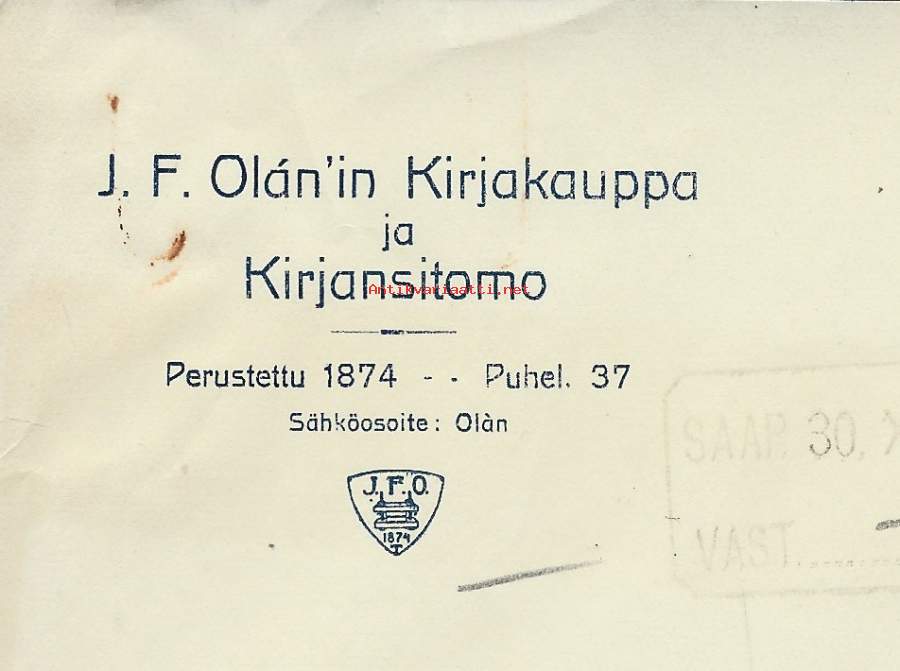 J. F. Olán'in Kirjakauppa
ja
Kirjansitomo
Antikvariaatti.net
Perustettu 1874 - - Puhel. 37
Sähköosoite: Olàn
J.F.O.
1874
T
SAAP. 30. X
VAST.